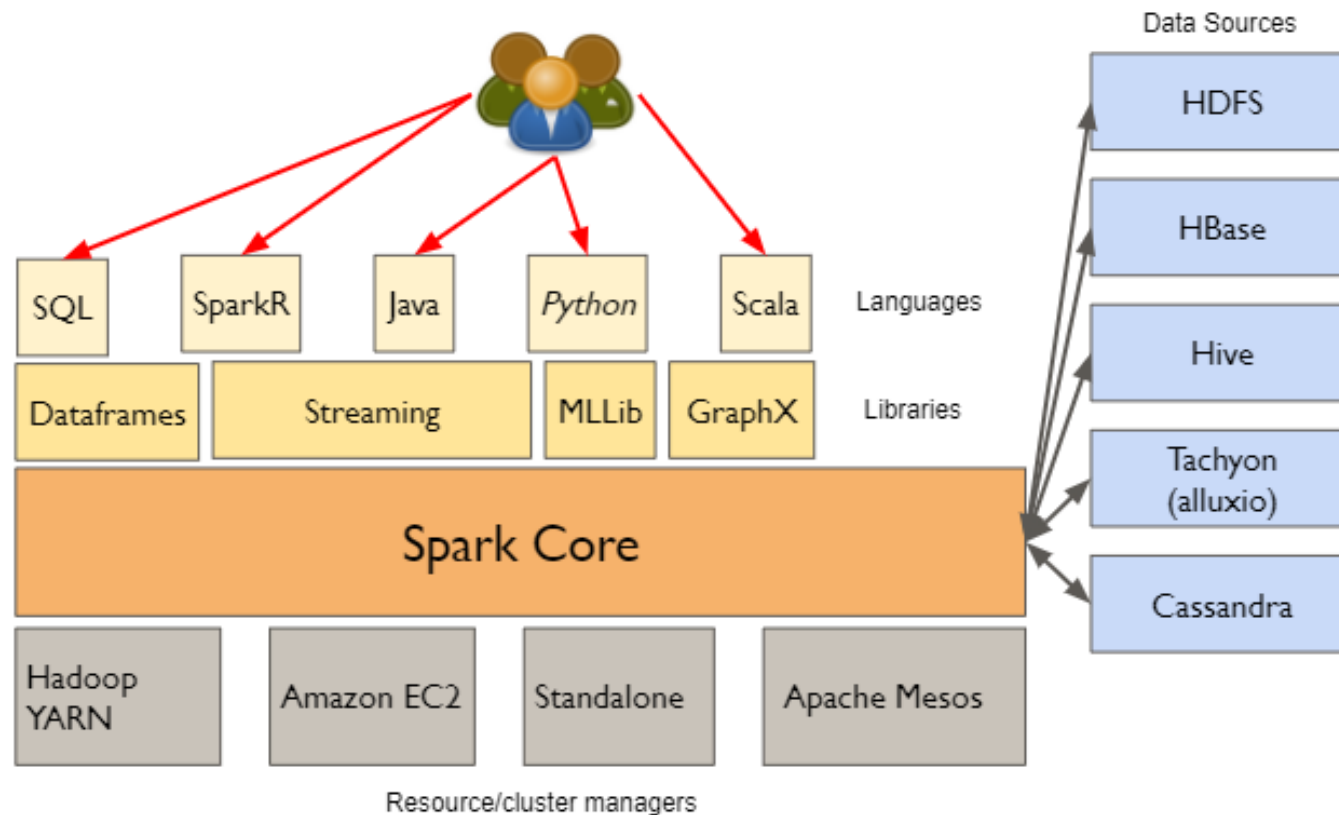 Data Sources
HDFS
HBase
Hive
Tachyon
(alluxio)
Cassandra
SQL
SparkR
Java
Python
Scala
Languages
Dataframes
Streaming
MLLib
GraphX
Libraries
Spark Core
Hadoop
YARN
Amazon EC2
Standalone
Apache Mesos
Resource/cluster managers